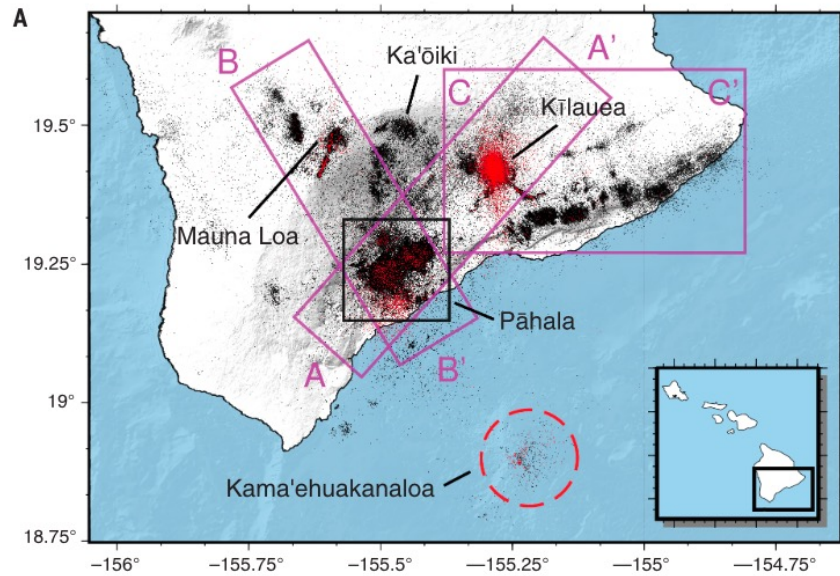 A
B
Ka'ōiki
A'
C
C'
Kīlauea
19.5°
Mauna Loa
19.25°
Pāhala
A
B'
19°
Kama'ehuakanaloa
18.75°
−156°
−155.75°
−155.5°
−155.25°
−155°
−154.75°